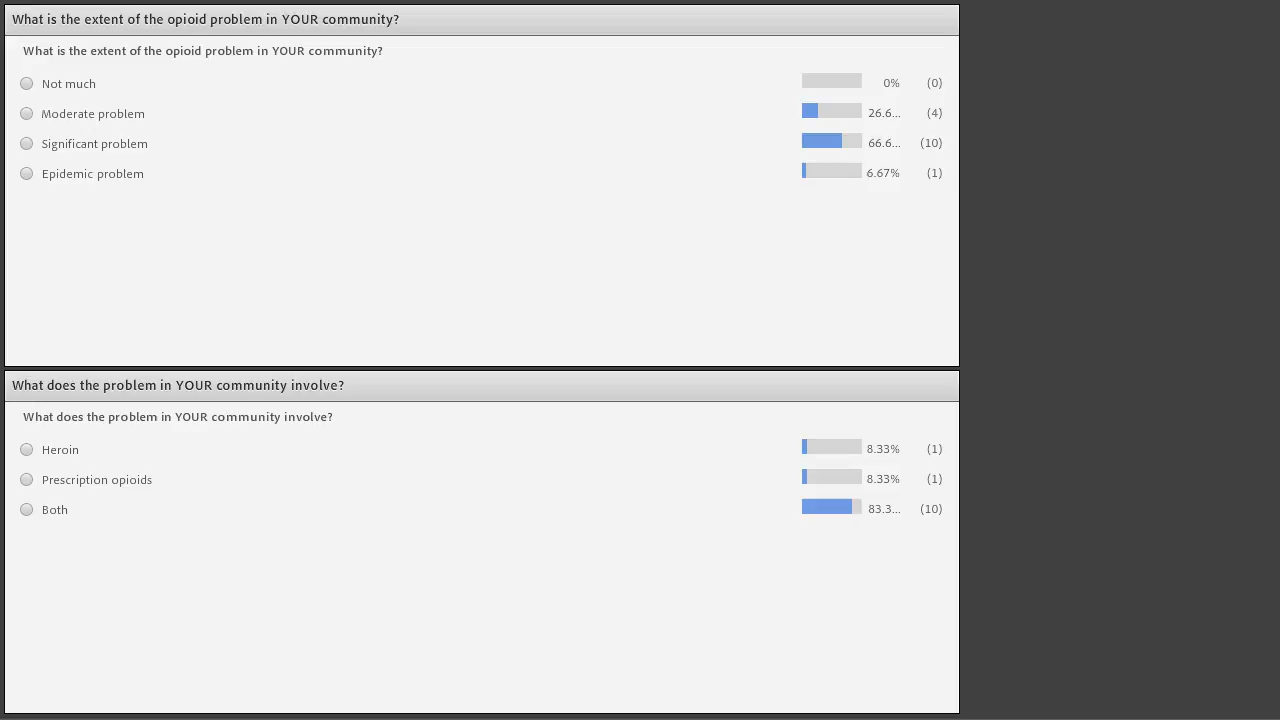 What is the extent of the opioid problem in YOUR community?
What is the extent of the opioid problem in YOUR community?
Not much 0% (0)
Moderate problem 26.6... (4)
Significant problem 66.6... (10)
Epidemic problem 6.67% (1)
What does the problem in YOUR community involve?
What does the problem in YOUR community involve?
Heroin 8.33% (1)
Prescription opioids 8.33% (1)
Both 83.3... (10)